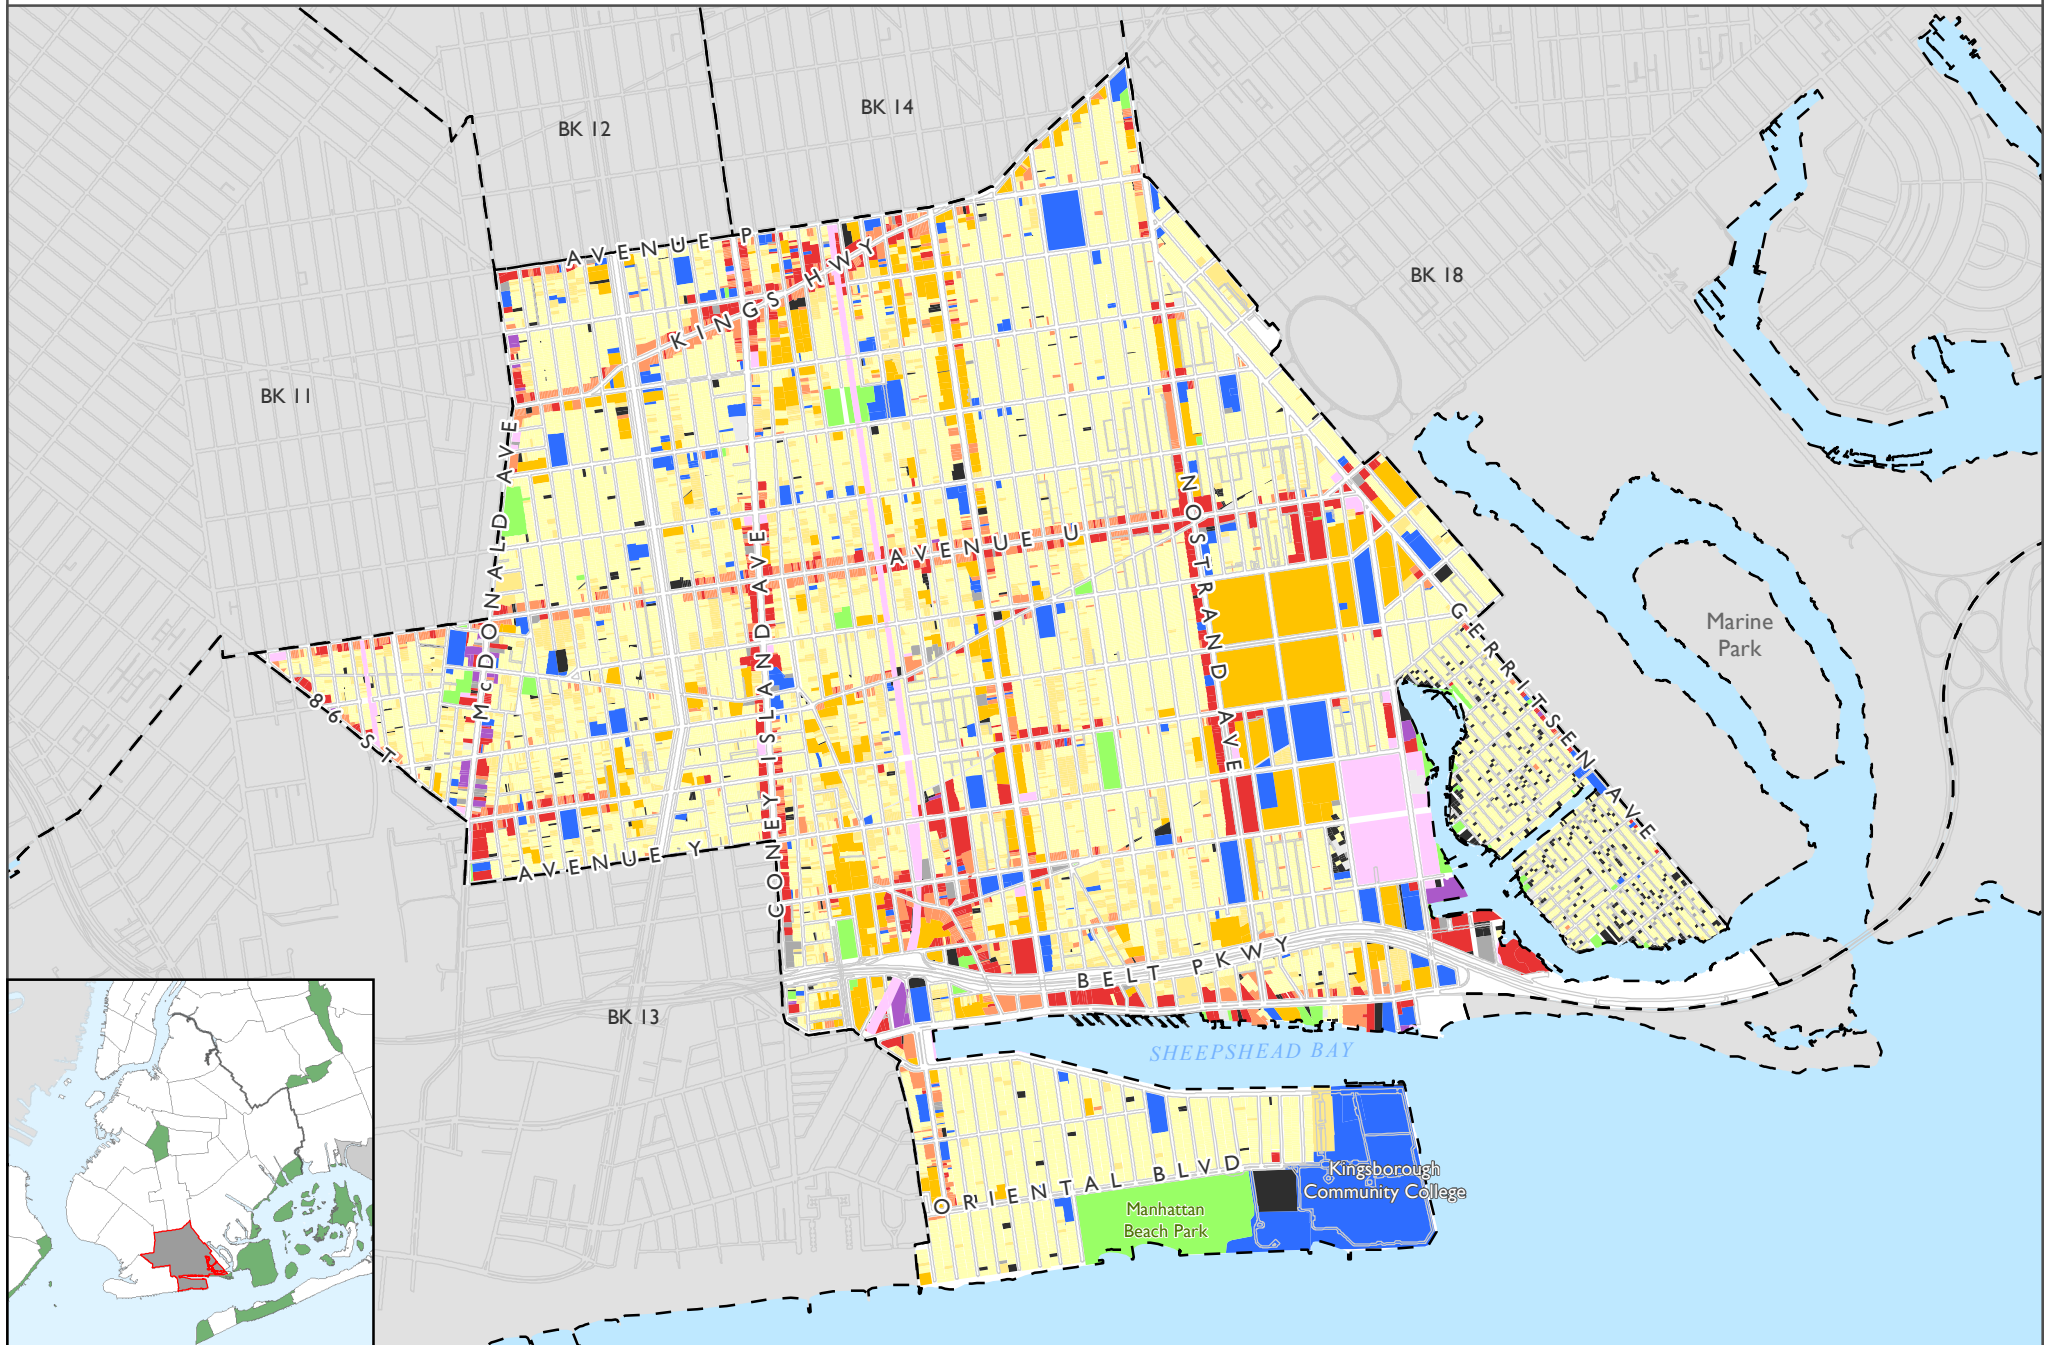 BK 14
BK 12
AVENUE P
KINGS HWY
BK 18
BK 11
McDONALD AVE
NOSTRAND AVE
AVENUE U
CONEY ISLAND AVE
GERRITSEN AVE
Marine
Park
86 ST
AVENUE Y
BELT PKWY
BK 13
SHEEPSHEAD BAY
ORIENTAL BLVD
Kingsborough
Community College
Manhattan
Beach Park